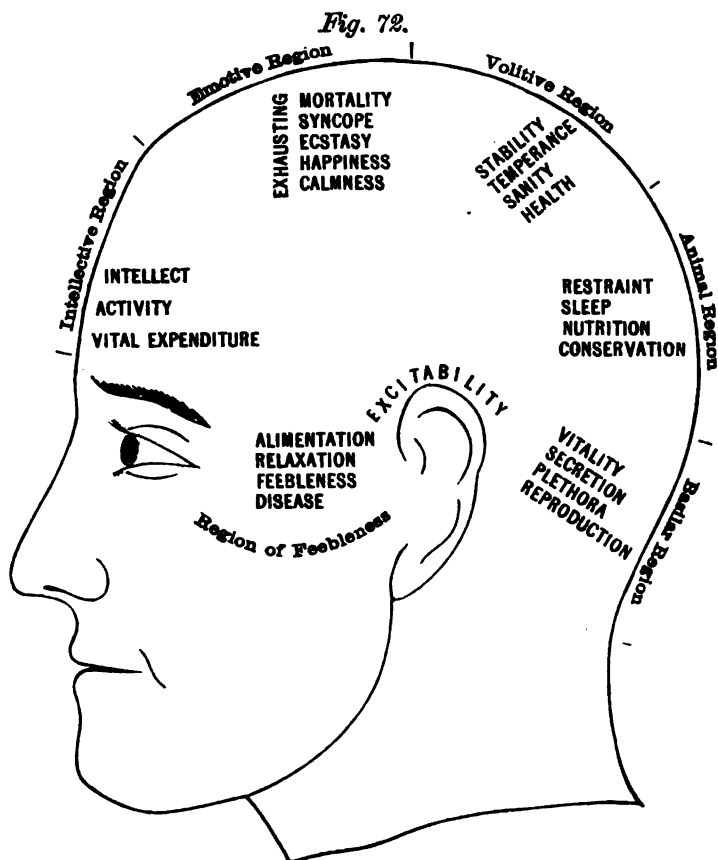 Fig. 72.
Emotive Region
Volitive Region
EXHAUSTING
MORTALITY
SYNCOPE
ECSTASY
HAPPINESS
CALMNESS
STABILITY
TEMPERANCE
SANITY
HEALTH
Intellective Region
Animal Region
INTELLECT
ACTIVITY
VITAL EXPENDITURE
RESTRAINT
SLEEP
NUTRITION
CONSERVATION
EXCITABILITY
ALIMENTATION
RELAXATION
FEEBLENESS
DISEASE
Region of Feebleness
VITALITY
SECRETION
PLETHORA
REPRODUCTION
Basilar Region